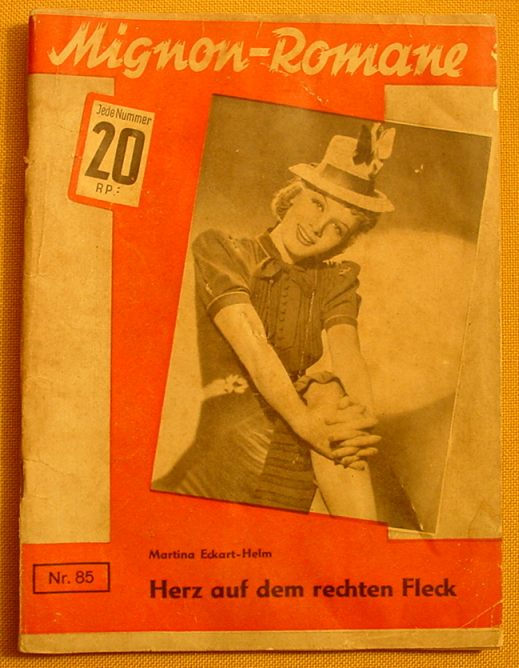 Mignon-Romane
Jede Nummer
20
RP:
Martina Eckart-Helm
Nr. 85
Herz auf dem rechten Fleck